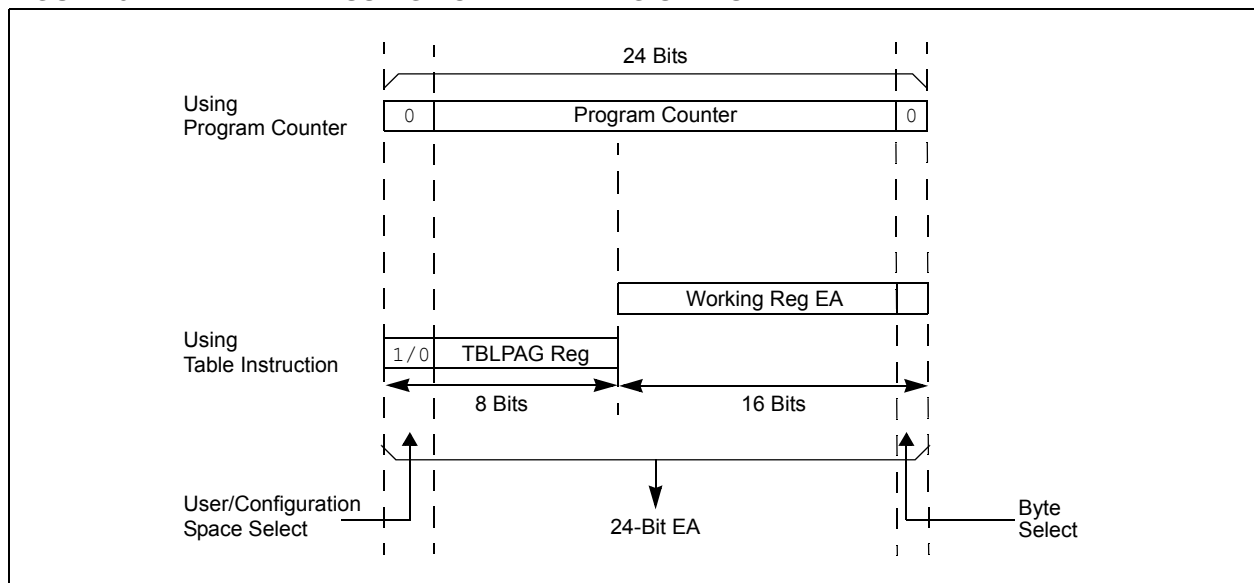 24 Bits
Using
Program Counter
0
Program Counter
0
Working Reg EA
Using
Table Instruction
1/0
TBLPAG Reg
8 Bits
16 Bits
User/Configuration
Space Select
24-Bit EA
Byte
Select